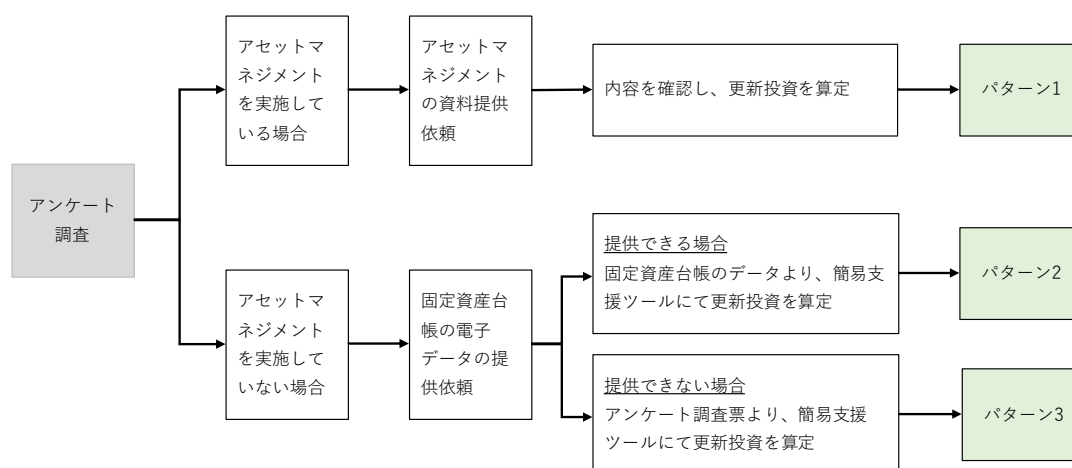 アンケート
調査
アセットマ
ネジメント
を実施して
いる場合
アセットマ
ネジメント
の資料提供
依頼
内容を確認し、更新投資を算定
パターン1
アセットマ
ネジメント
を実施して
いない場合
固定資産台
帳の電子
データの提
供依頼
提供できる場合
固定資産台帳のデータより、簡易支
援ツールにて更新投資を算定
パターン2
提供できない場合
アンケート調査票より、簡易支援
ツールにて更新投資を算定
パターン3